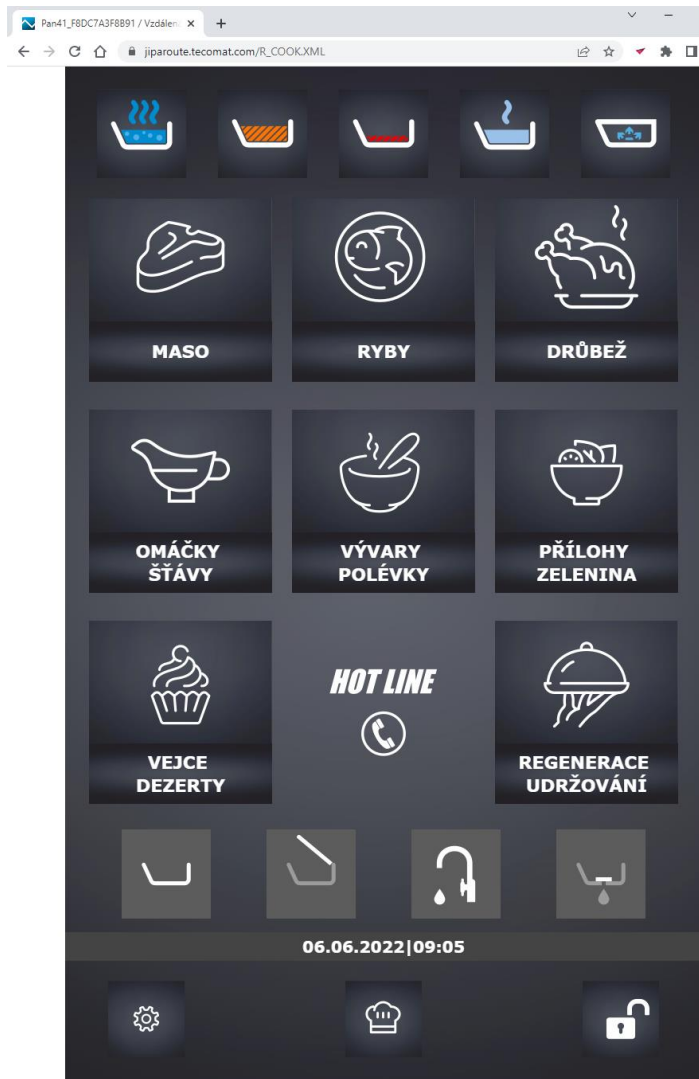 Pan41_F8DC7A3F8B91 / Vzdálen
jiparoute.tecomat.com/R_COOK.XML
MASO
RYBY
DRŮBEŽ
OMÁČKY
ŠŤÁVY
VÝVARY
POLÉVKY
PŘÍLOHY
ZELENINA
VEJCE
DEZERTY
HOT LINE
REGENERACE
UDRŽOVÁNÍ
06.06.2022|09:05